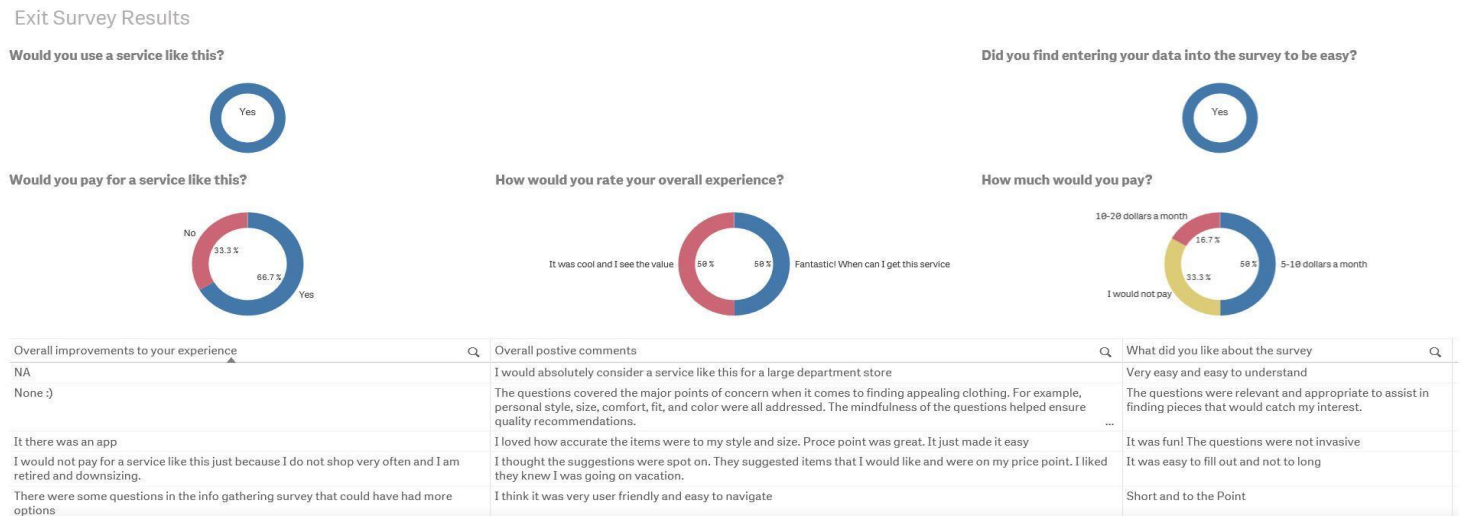 Exit Survey Results
Would you use a service like this?
Did you find entering your data into the survey to be easy?
Yes
Yes
Would you pay for a service like this?
How would you rate your overall experience?
How much would you pay?
No
33.3 %
66.7 %
Yes
It was cool and I see the value
50 %
50 %
Fantastic! When can I get this service
10-20 dollars a month
16.7 %
50 %
5-10 dollars a month
33.3 %
I would not pay
Overall improvements to your experience
Overall postive comments
What did you like about the survey
NA
I would absolutely consider a service like this for a large department store
Very easy and easy to understand
None :)
The questions covered the major points of concern when it comes to finding appealing clothing. For example,
personal style, size, comfort, fit, and color were all addressed. The mindfulness of the questions helped ensure
quality recommendations.
...
The questions were relevant and appropriate to assist in
finding pieces that would catch my interest.
It there was an app
I loved how accurate the items were to my style and size. Proce point was great. It just made it easy
It was fun! The questions were not invasive
I would not pay for a service like this just because I do not shop very often and I am
retired and downsizing.
I thought the suggestions were spot on. They suggested items that I would like and were on my price point. I liked
they knew I was going on vacation.
It was easy to fill out and not to long
There were some questions in the info gathering survey that could have had more
options
I think it was very user friendly and easy to navigate
Short and to the Point